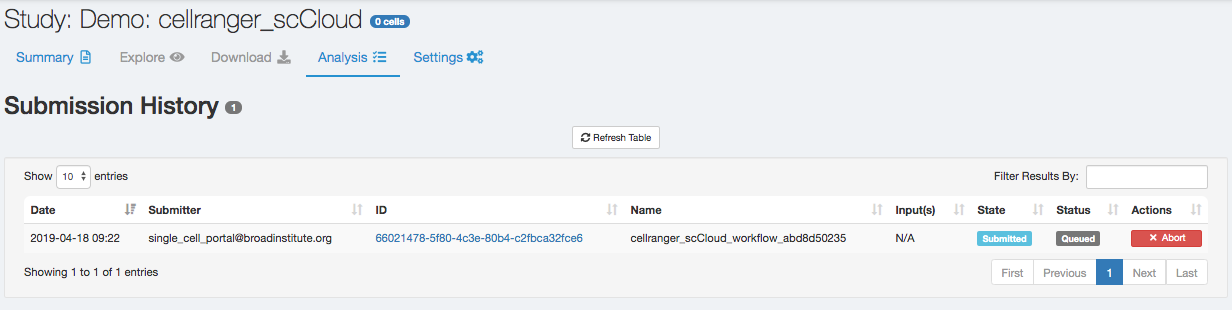 Study: Demo: cellranger_scCloud 0 cells
Summary Explore Download Analysis Settings
Submission History 1
Refresh Table
Show 10 entries Filter Results By:
Date Submitter ID Name Input(s) State Status Actions
2019-04-18 09:22 single_cell_portal@broadinstitute.org 66021478-5f80-4c3e-80b4-c2fbca32fce6 cellranger_scCloud_workflow_abd8d50235 N/A Submitted Queued × Abort
Showing 1 to 1 of 1 entries First Previous 1 Next Last